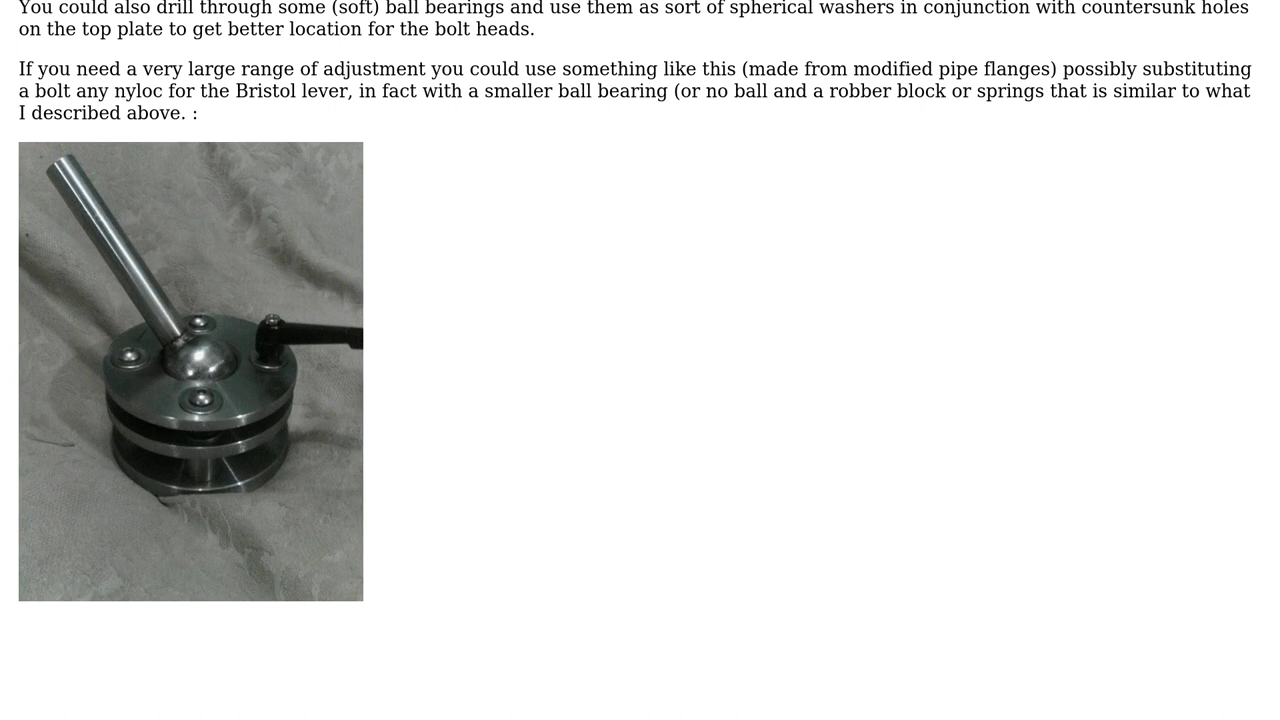 You could also drill through some (soft) ball bearings and use them as sort of spherical washers in conjunction with countersunk holes
on the top plate to get better location for the bolt heads.
If you need a very large range of adjustment you could use something like this (made from modified pipe flanges) possibly substituting
a bolt any nyloc for the Bristol lever, in fact with a smaller ball bearing (or no ball and a robber block or springs that is similar to what
I described above. :